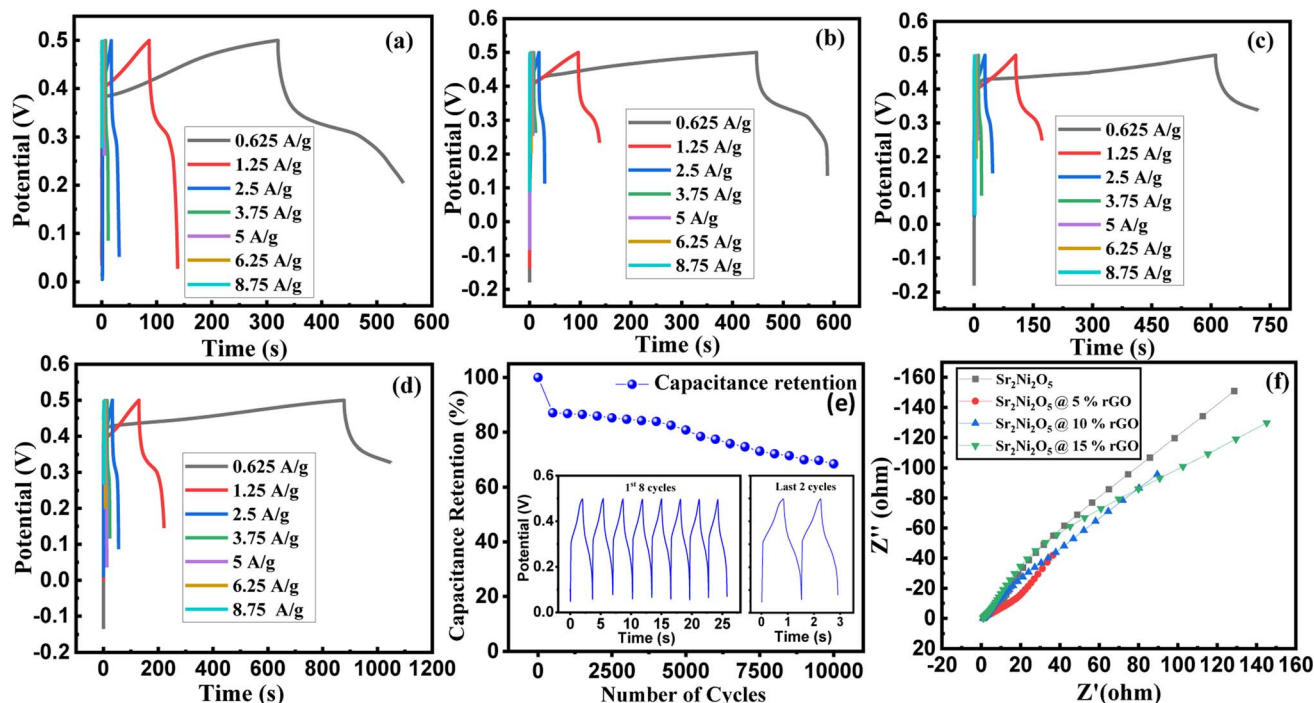 (a)
0.6
0.5
0.4
0.3
0.2
0.1
0.0
Potential (V)
0.625 A/g
1.25 A/g
2.5 A/g
3.75 A/g
5 A/g
6.25 A/g
8.75 A/g
0 100 200 300 400 500 600
Time (s)
(b)
0.6
0.5
0.4
0.3
0.2
0.1
0.0
-0.1
-0.2
Potential (V)
0.625 A/g
1.25 A/g
2.5 A/g
3.75 A/g
5 A/g
6.25 A/g
8.75 A/g
0 100 200 300 400 500 600
Time (s)
(c)
0.6
0.5
0.4
0.3
0.2
0.1
0.0
-0.1
-0.2
Potential (V)
0.625 A/g
1.25 A/g
2.5 A/g
3.75 A/g
5 A/g
6.25 A/g
8.75 A/g
0 150 300 450 600 750
Time (s)
(d)
0.6
0.5
0.4
0.3
0.2
0.1
0.0
-0.1
-0.2
Potential (V)
0.625 A/g
1.25 A/g
2.5 A/g
3.75 A/g
5 A/g
6.25 A/g
8.75 A/g
0 200 400 600 800 1000 1200
Time (s)
Capacitance retention
(e)
100
80
60
40
20
0
Capacitance Retention (%)
1st 8 cycles
0.6
0.4
0.2
0.0
Potential (V)
0 5 10 15 20 25
Time (s)
Last 2 cycles
0 1 2 3
Time (s)
0 2500 5000 7500 10000
Number of Cycles
(f)
-160
-140
-120
-100
-80
-60
-40
-20
0
20
Z'' (ohm)
Sr₂Ni₂O₅
Sr₂Ni₂O₅ @ 5 % rGO
Sr₂Ni₂O₅ @ 10 % rGO
Sr₂Ni₂O₅ @ 15 % rGO
-20 0 20 40 60 80 100 120 140 160
Z'(ohm)